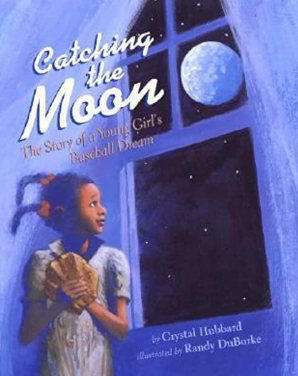 Catching
the
Moon
The Story of a Young Girl's
Baseball Dream
by Crystal Hubbard
illustrated by Randy DuBurke